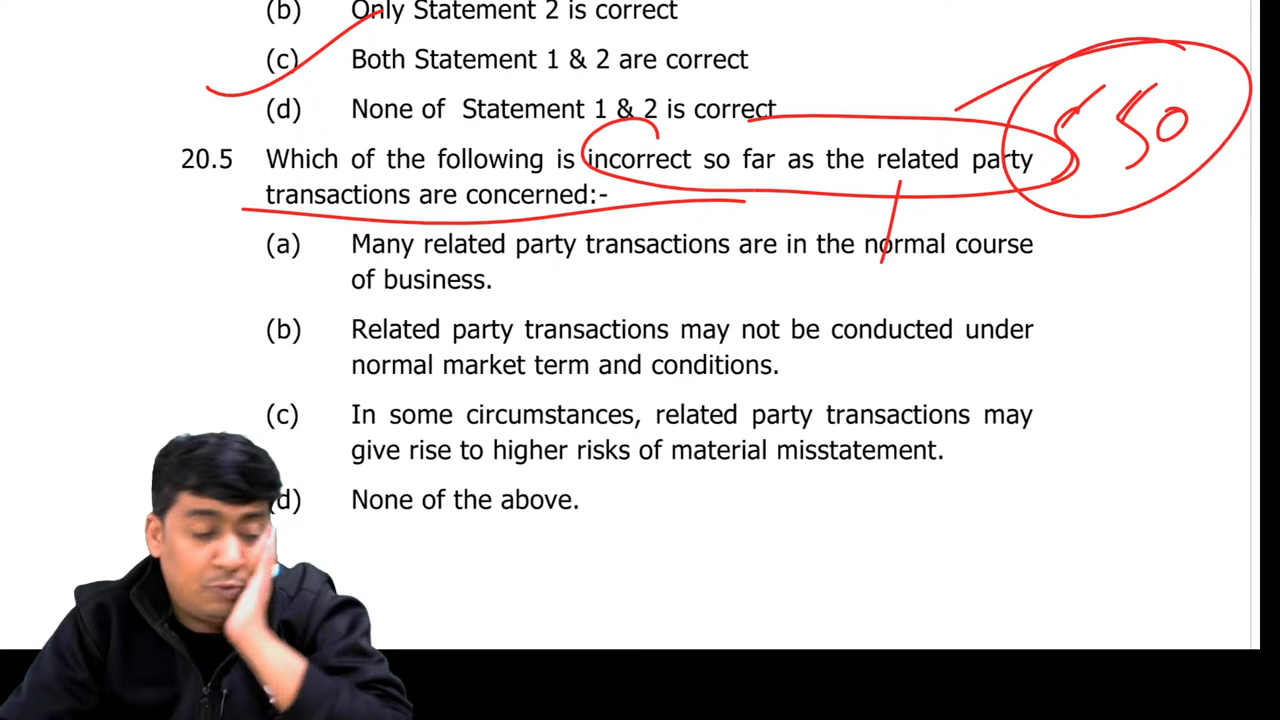 (b) Only Statement 2 is correct
(c) Both Statement 1 & 2 are correct
(d) None of Statement 1 & 2 is correct
550
20.5 Which of the following is incorrect so far as the related party
transactions are concerned:-
(a) Many related party transactions are in the normal course
of business.
(b) Related party transactions may not be conducted under
normal market term and conditions.
(c) In some circumstances, related party transactions may
give rise to higher risks of material misstatement.
(d) None of the above.